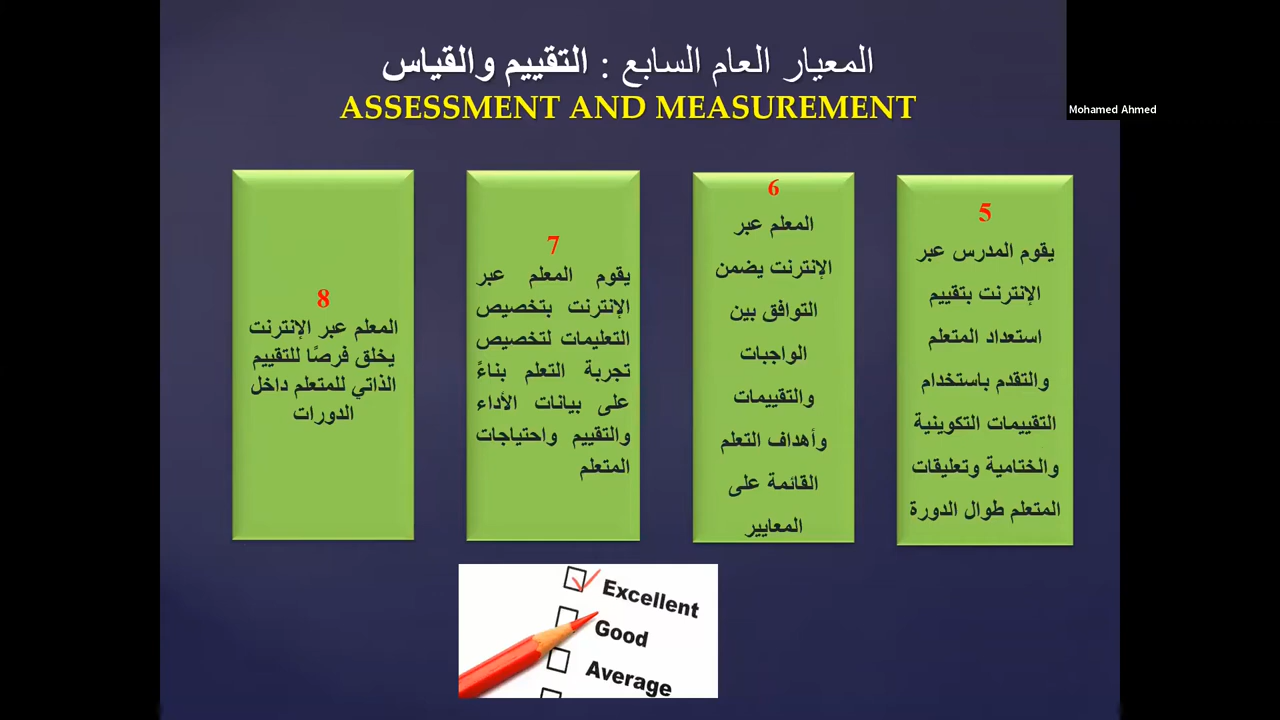 المعيار العام السابع : التقييم والقياس
ASSESSMENT AND MEASUREMENT
Mohamed Ahmed
5
يقوم المدرس عبر
الإنترنت بتقييم
استعداد المتعلم
والتقدم باستخدام
التقييمات التكوينية
والختامية وتعليقات
المتعلم طوال الدورة
6
المعلم عبر
الإنترنت يضمن
التوافق بين
الواجبات
والتقييمات
وأهداف التعلم
القائمة على
المعايير
7
يقوم المعلم عبر
الإنترنت بتخصيص
التعليمات لتخصيص
تجربة التعلم بناءً
على بيانات الأداء
والتقييم واحتياجات
المتعلم
8
المعلم عبر الإنترنت
يخلق فرصًا للتقييم
الذاتي للمتعلم داخل
الدورات
Excellent
Good
Average